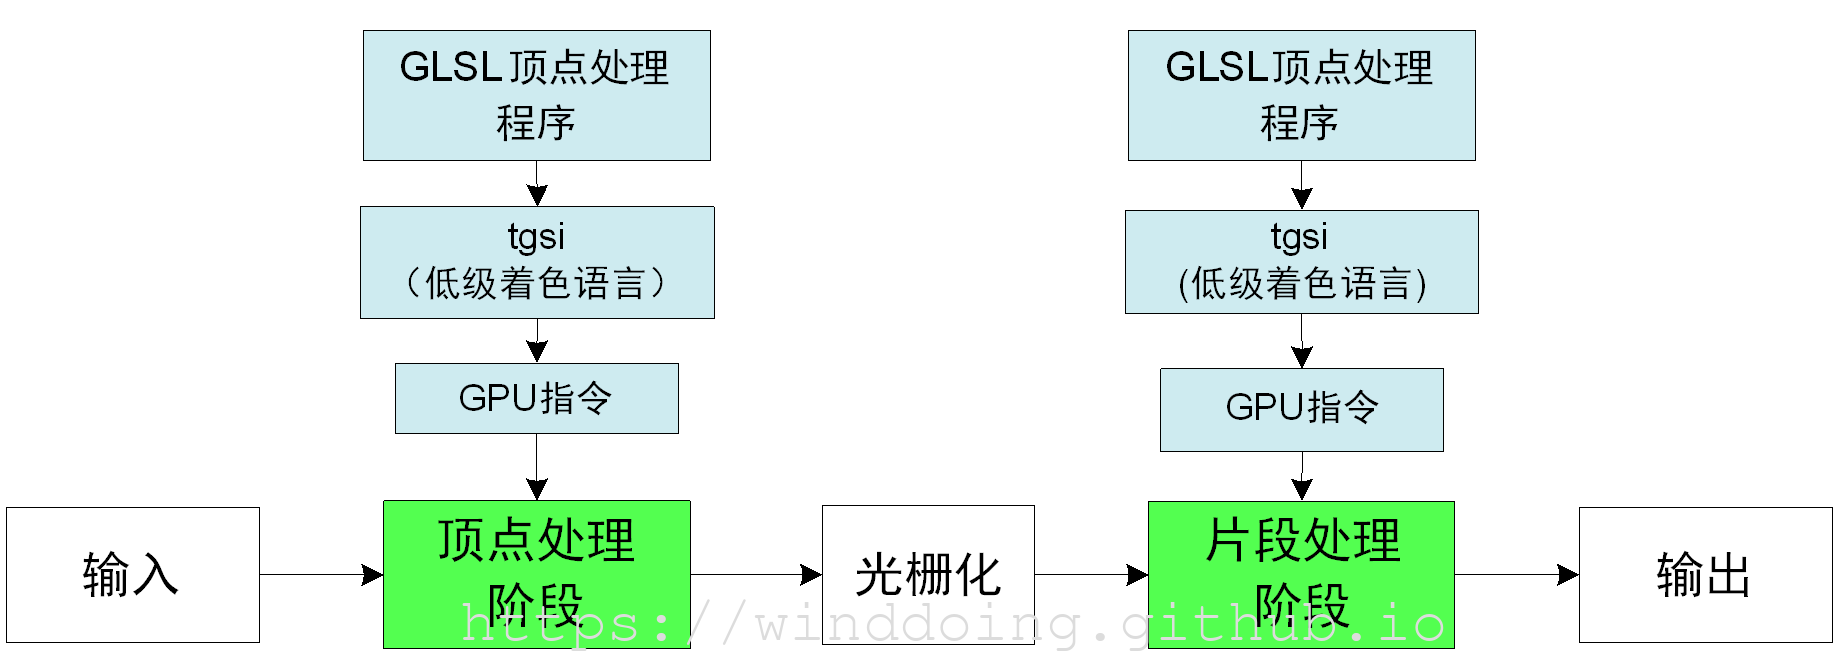 GLSL顶点处理
程序
tgsi
（低级着色语言）
GPU指令
GLSL顶点处理
程序
tgsi
(低级着色语言)
GPU指令
输入
顶点处理
阶段
光栅化
片段处理
阶段
输出
https://winddoing.github.io